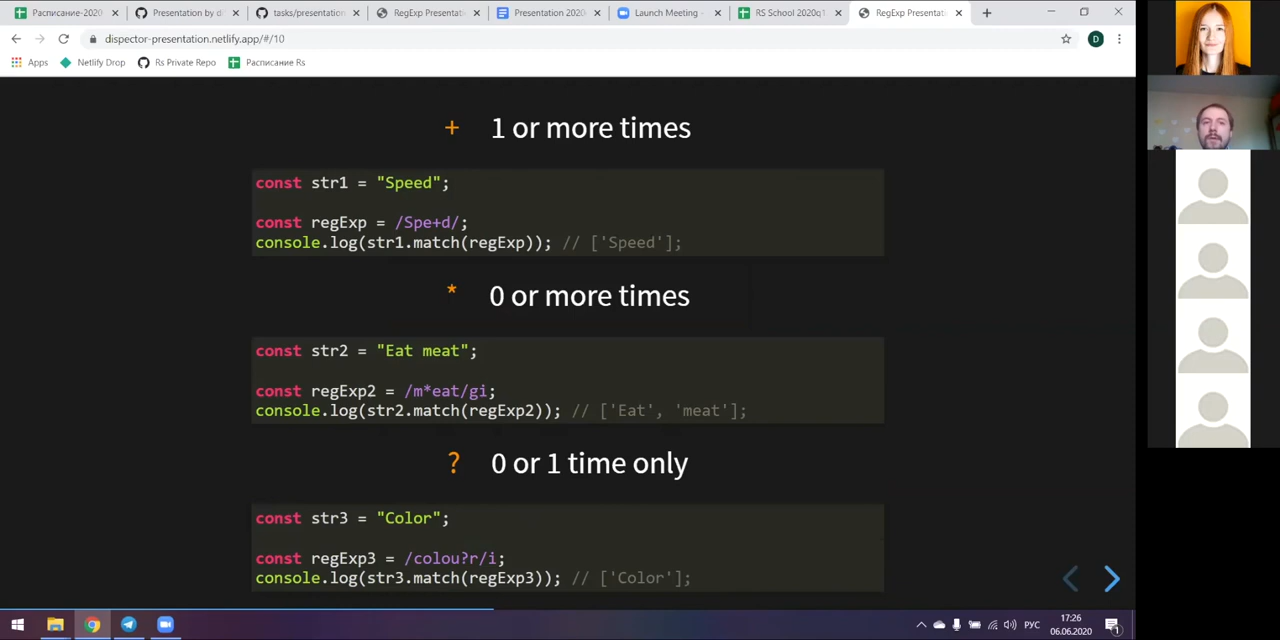 Расписание-2020
Presentation by d
tasks/presentation
RegExp Presentatio
Presentation 2020
Launch Meeting -
RS School 2020q1
RegExp Presentatio
dispector-presentation.netlify.app/#/10
D
Apps
Netlify Drop
Rs Private Repo
Расписание Rs
+ 1 or more times
const str1 = "Speed";
const regExp = /Spe+d/;
console.log(str1.match(regExp)); // ['Speed'];
* 0 or more times
const str2 = "Eat meat";
const regExp2 = /m*eat/gi;
console.log(str2.match(regExp2)); // ['Eat', 'meat'];
? 0 or 1 time only
const str3 = "Color";
const regExp3 = /colou?r/i;
console.log(str3.match(regExp3)); // ['Color'];
РУС
17:26
06.06.2020
1